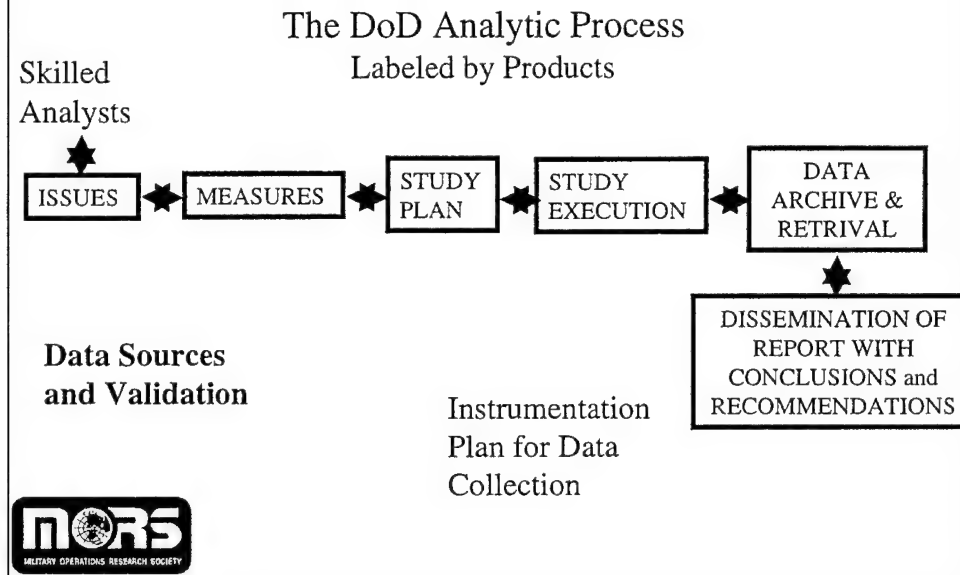 The DoD Analytic Process
Labeled by Products
Skilled
Analysts
ISSUES
MEASURES
STUDY
PLAN
STUDY
EXECUTION
DATA
ARCHIVE &
RETRIVAL
DISSEMINATION OF
REPORT WITH
CONCLUSIONS and
RECOMMENDATIONS
Data Sources
and Validation
Instrumentation
Plan for Data
Collection
MORS
MILITARY OPERATIONS RESEARCH SOCIETY